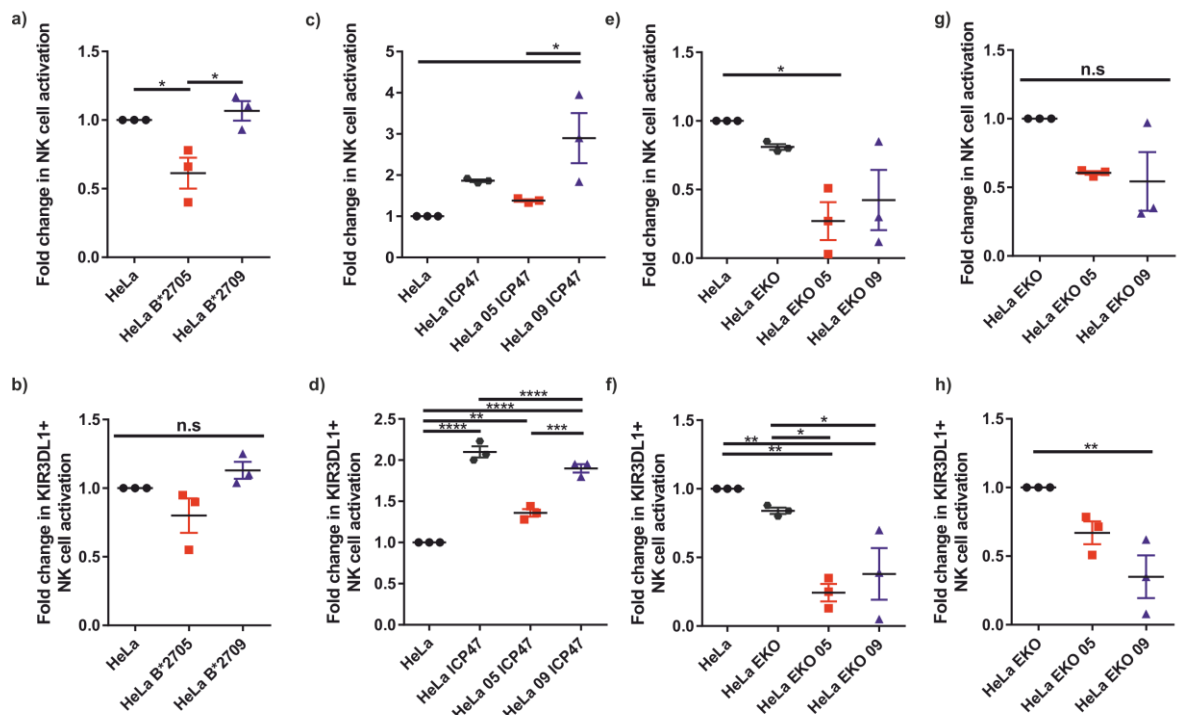 a)
Fold change in NK cell activation
1.5
1.0
0.5
0.0
*
*
HeLa
HeLa B*2705
HeLa B*2709
c)
Fold change in NK cell activation
5
4
3
2
1
0
*
HeLa
HeLa ICP47
HeLa 05 ICP47
HeLa 09 ICP47
e)
Fold change in NK cell activation
1.5
1.0
0.5
0.0
*
HeLa
HeLa EKO
HeLa EKO 05
HeLa EKO 09
g)
Fold change in NK cell activation
1.5
1.0
0.5
0.0
n.s
HeLa EKO
HeLa EKO 05
HeLa EKO 09
b)
Fold change in KIR3DL1+
NK cell activation
1.5
1.0
0.5
0.0
n.s
HeLa
HeLa B*2705
HeLa B*2709
d)
Fold change in KIR3DL1+
NK cell activation
2.5
2.0
1.5
1.0
0.5
0.0
****
****
**
****
***
HeLa
HeLa ICP47
HeLa 05 ICP47
HeLa 09 ICP47
f)
Fold change in KIR3DL1+
NK cell activation
1.5
1.0
0.5
0.0
*
*
**
**
HeLa
HeLa EKO
HeLa EKO 05
HeLa EKO 09
h)
Fold change in KIR3DL1+
NK cell activation
1.5
1.0
0.5
0.0
**
HeLa EKO
HeLa EKO 05
HeLa EKO 09